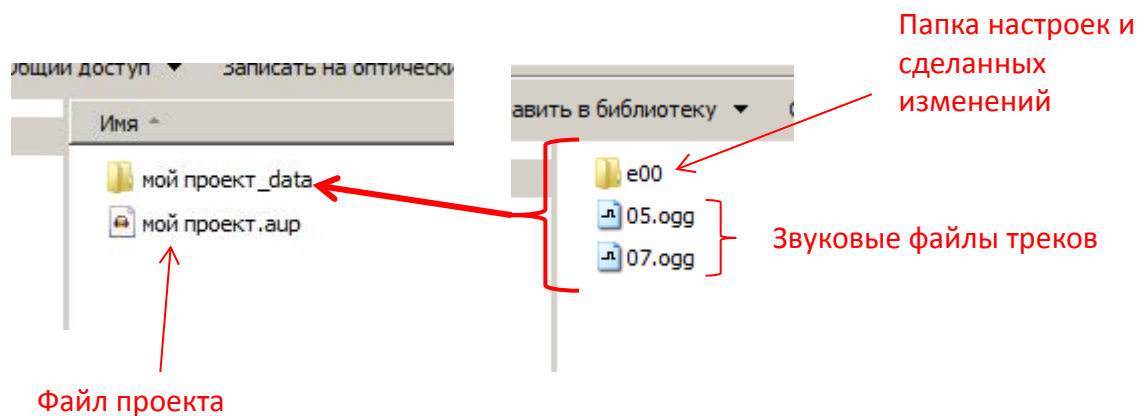 Папка настроек и
сделанных
изменений
Общий доступ Записать на оптически
Имя
мой проект_data
мой проект.aup
авить в библиотеку
e00
05.ogg
07.ogg
Звуковые файлы треков
Файл проекта